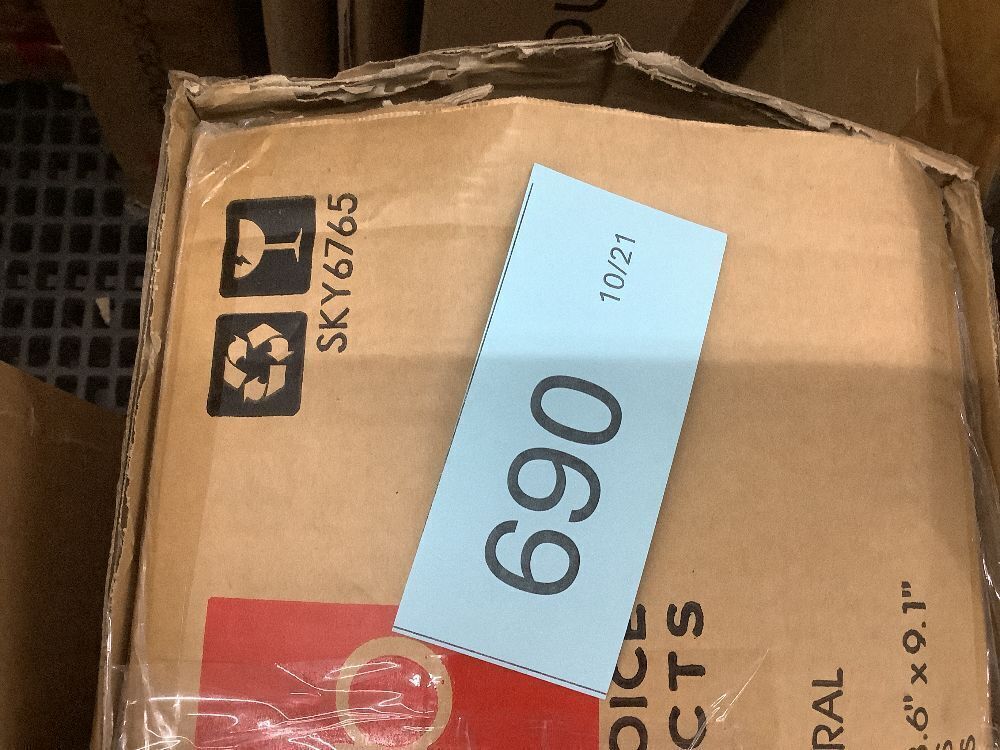 SKY6765
10/21
690
OICE
CTS
RAL
.6" x 9.1"